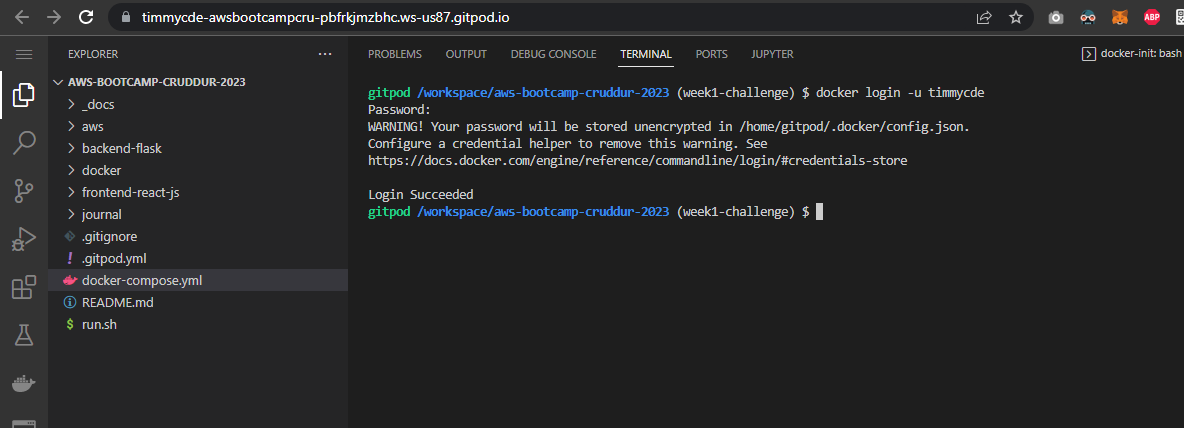 timmycde-awsbootcampcru-pbfrkjmzbhc.ws-us87.gitpod.io
ABP
EXPLORER
AWS-BOOTCAMP-CRUDDUR-2023
_docs
aws
backend-flask
docker
frontend-react-js
journal
.gitignore
.gitpod.yml
docker-compose.yml
README.md
run.sh
PROBLEMS OUTPUT DEBUG CONSOLE TERMINAL PORTS JUPYTER
docker-init: bash
gitpod /workspace/aws-bootcamp-cruddur-2023 (week1-challenge) $ docker login -u timmycde
Password:
WARNING! Your password will be stored unencrypted in /home/gitpod/.docker/config.json.
Configure a credential helper to remove this warning. See
https://docs.docker.com/engine/reference/commandline/login/#credentials-store
Login Succeeded
gitpod /workspace/aws-bootcamp-cruddur-2023 (week1-challenge) $